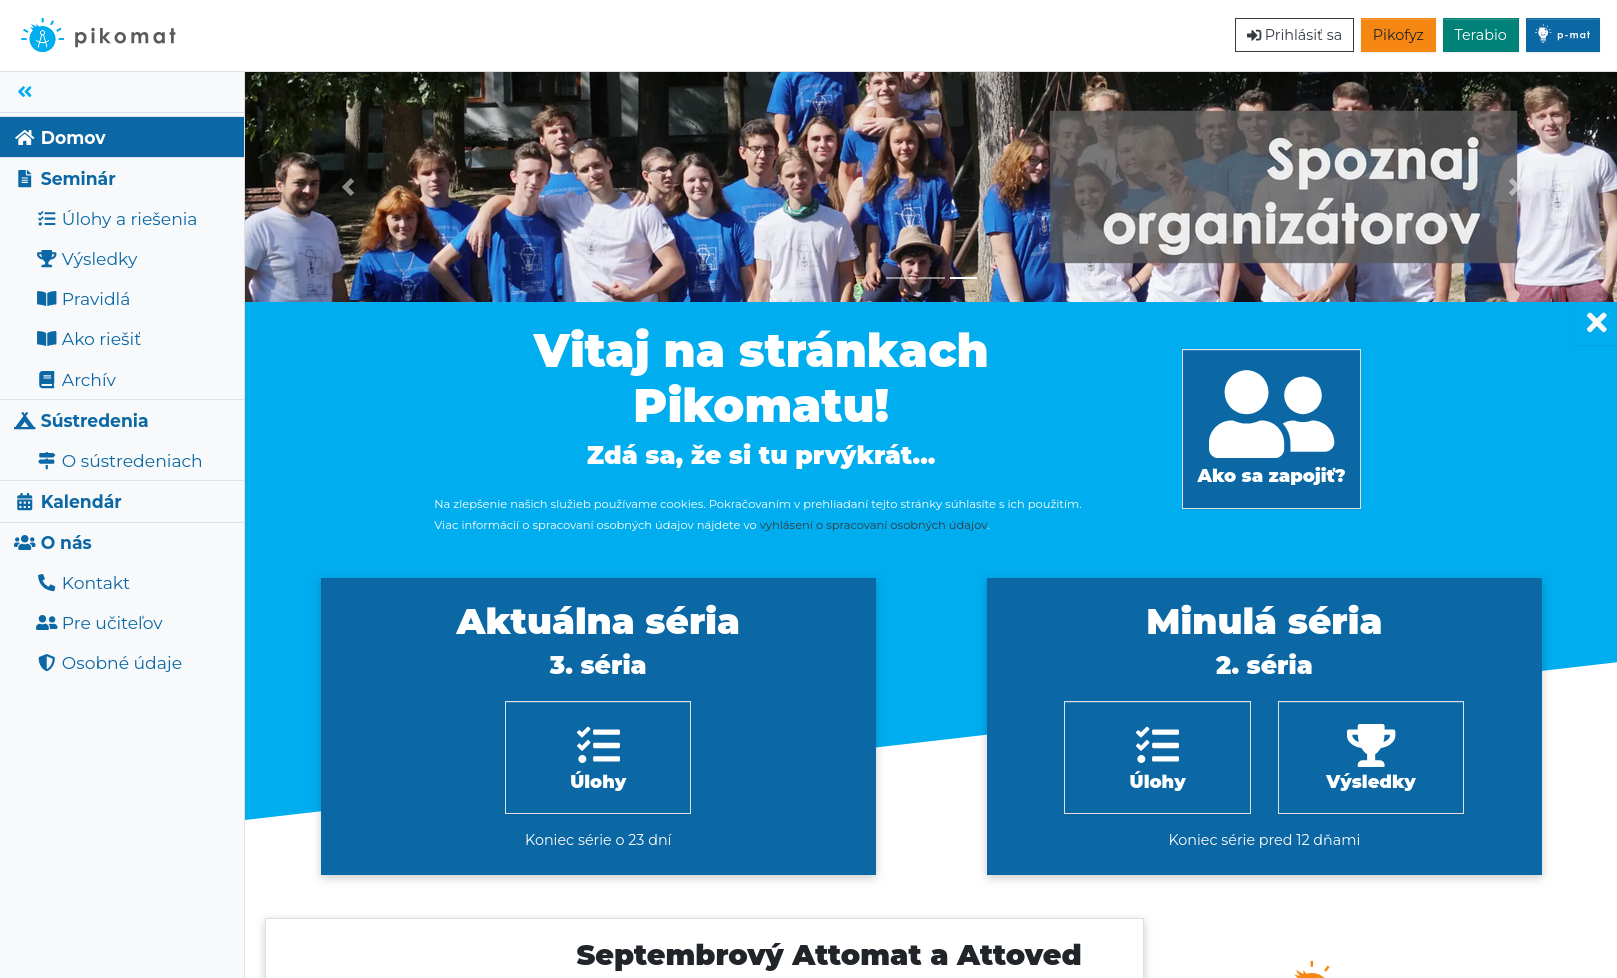 pikomat
Prihlásiť sa
Pikofyz
Terabio
p-mat
Domov
Seminár
Úlohy a riešenia
Výsledky
Pravidlá
Ako riešiť
Archív
Sústredenia
O sústredeniach
Kalendár
O nás
Kontakt
Pre učiteľov
Osobné údaje
Spoznaj
organizátorov
Vitaj na stránkach
Pikomatu!
Zdá sa, že si tu prvýkrát...
Na zlepšenie našich služieb používame cookies. Pokračovaním v prehliadaní tejto stránky súhlasíte s ich použitím.
Viac informácií o spracovaní osobných údajov nájdete vo vyhlásení o spracovaní osobných údajov.
Ako sa zapojiť?
Aktuálna séria
3. séria
Úlohy
Koniec série o 23 dní
Minulá séria
2. séria
Úlohy
Výsledky
Koniec série pred 12 dňami
Septembrový Attomat a Attoved